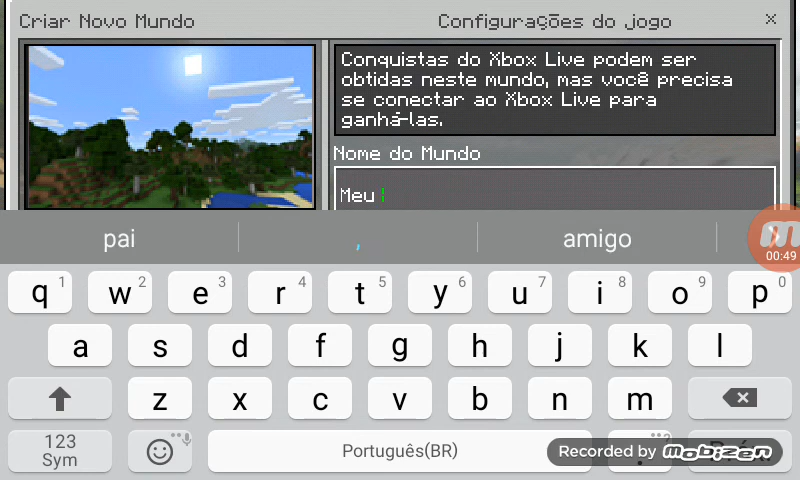 Criar Novo Mundo
Configurações do jogo
×
Conquistas do Xbox Live podem ser
obtidas neste mundo, mas você precisa
se conectar ao Xbox Live para
ganhá-las.
Nome do Mundo
Meu
pai , amigo
00:49
q 1 w 2 e 3 r 4 t 5 y 6 u 7 i 8 o 9 p 0
a s d f g h j k l
z x c v b n m
123
Sym
Português(BR)
Recorded by mobizen